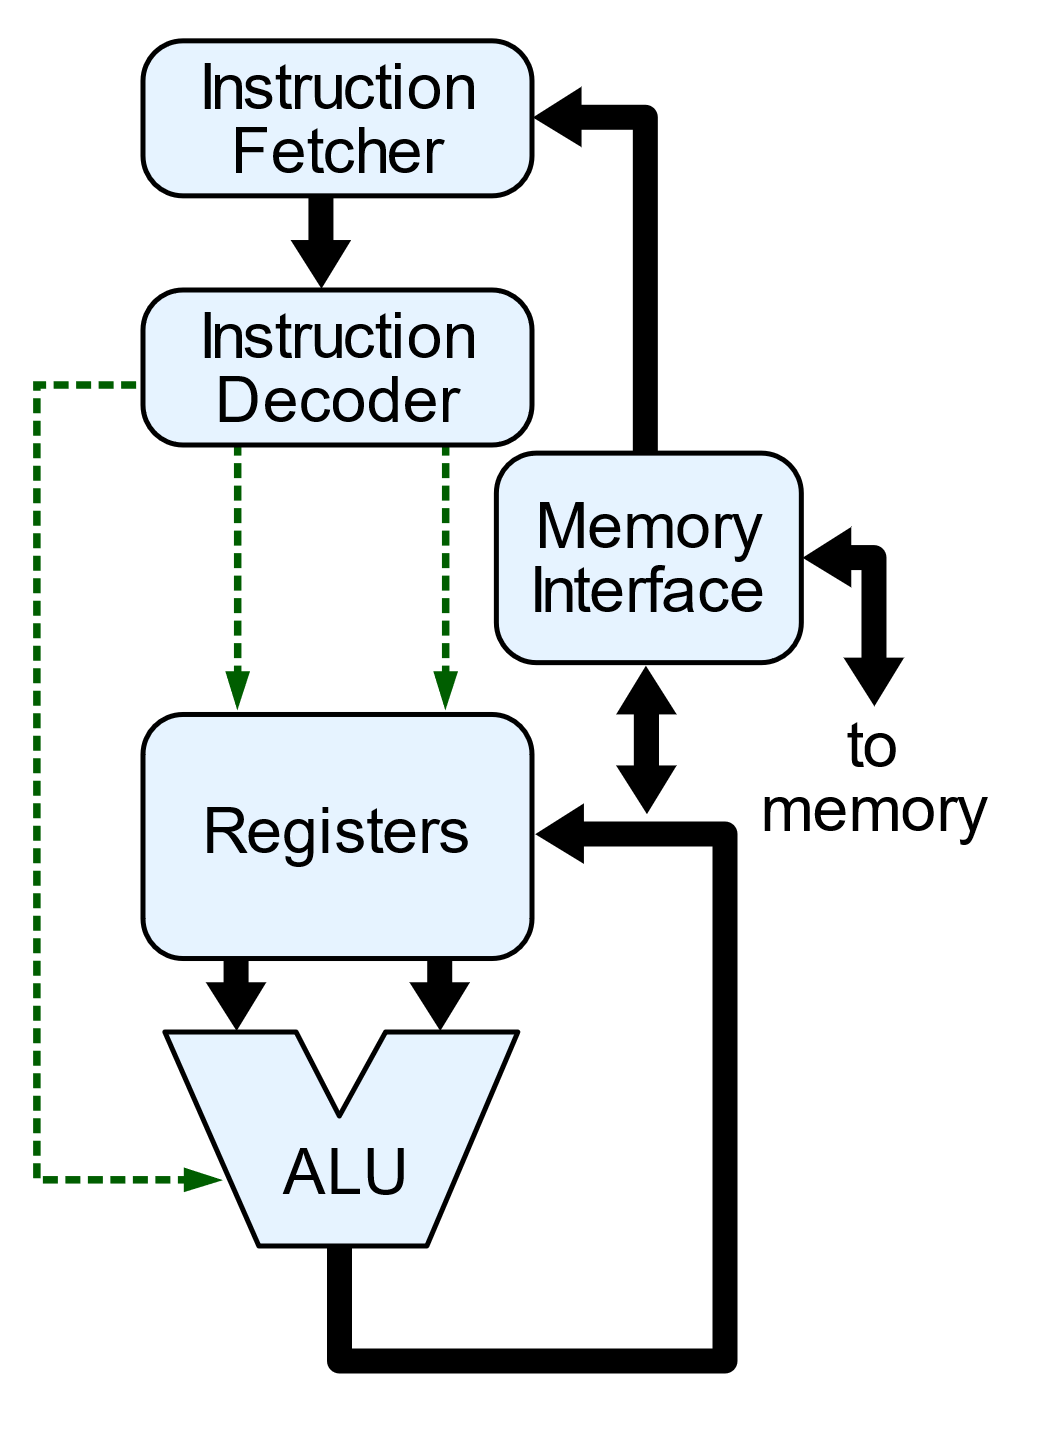 Instruction
Fetcher
Instruction
Decoder
Memory
Interface
to
memory
Registers
ALU